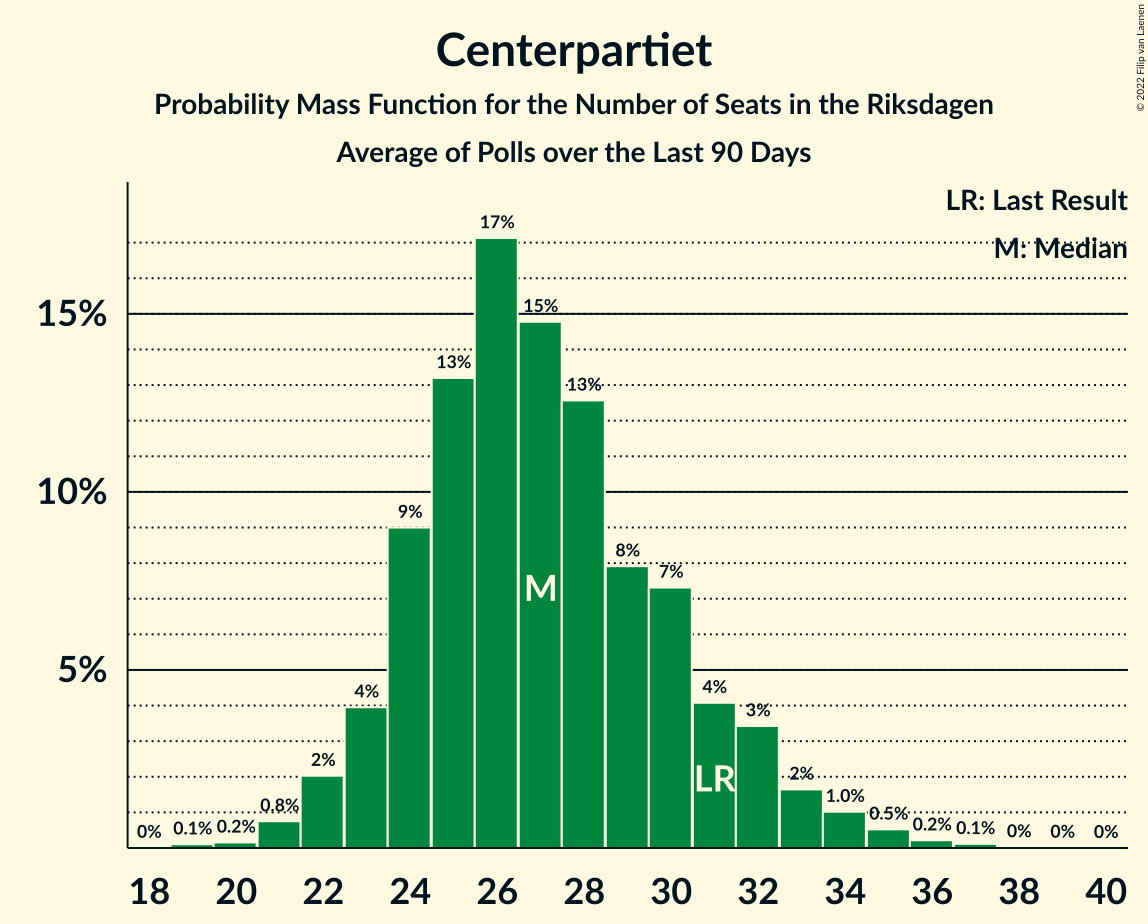 Centerpartiet
Probability Mass Function for the Number of Seats in the Riksdagen
Average of Polls over the Last 90 Days
© 2022 Filip van Laenen
LR: Last Result
M: Median
15%
10%
5%
0%
0.1%
0.2%
0.8%
2%
4%
9%
13%
17%
15%
13%
8%
7%
4%
3%
2%
1.0%
0.5%
0.2%
0.1%
0%
0%
0%
M
LR
18 20 22 24 26 28 30 32 34 36 38 40